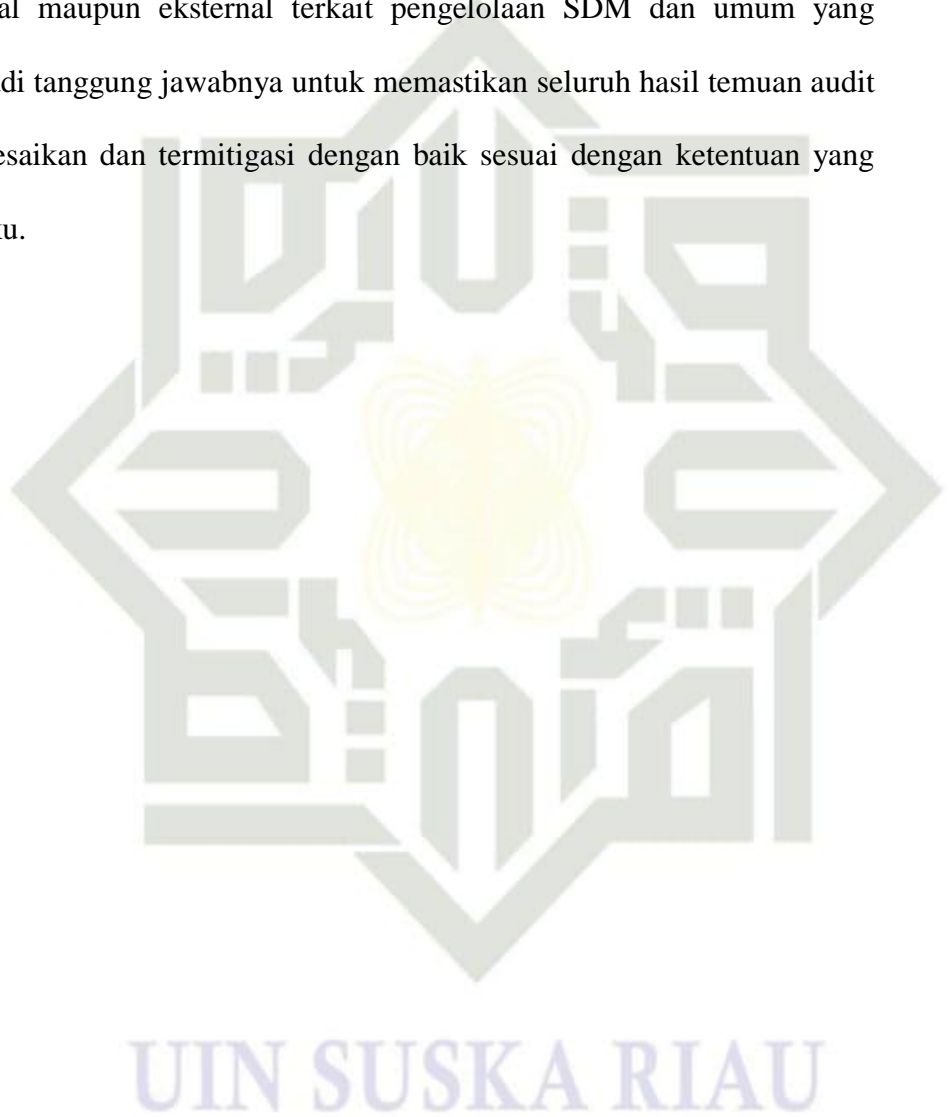 al maupun eksternal terkait pengelolaan SDM dan umum yang
di tanggung jawabnya untuk memastikan seluruh hasil temuan audit
esaikan dan termitigasi dengan baik sesuai dengan ketentuan yang
u.
UIN SUSKA RIAU